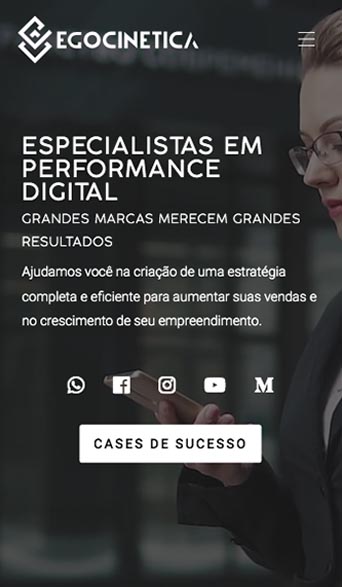 EGOCINETICA
ESPECIALISTAS EM
PERFORMANCE
DIGITAL
GRANDES MARCAS MERECEM GRANDES
RESULTADOS
Ajudamos você na criação de uma estratégia
completa e eficiente para aumentar suas vendas e
no crescimento de seu empreendimento.
CASES DE SUCESSO